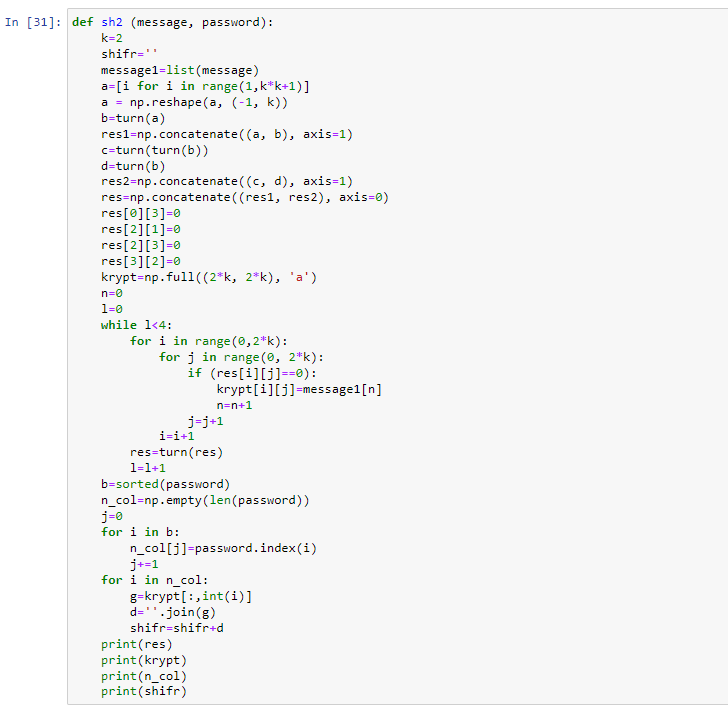 In [31]: def sh2 (message, password):
    k=2
    shifr=''
    message1=list(message)
    a=[i for i in range(1,k*k+1)]
    a = np.reshape(a, (-1, k))
    b=turn(a)
    res1=np.concatenate((a, b), axis=1)
    c=turn(turn(b))
    d=turn(b)
    res2=np.concatenate((c, d), axis=1)
    res=np.concatenate((res1, res2), axis=0)
    res[0][3]=0
    res[2][1]=0
    res[2][3]=0
    res[3][2]=0
    krypt=np.full((2*k, 2*k), 'a')
    n=0
    l=0
    while l<4:
        for i in range(0,2*k):
            for j in range(0, 2*k):
                if (res[i][j]==0):
                    krypt[i][j]=message1[n]
                    n=n+1
                j=j+1
            i=i+1
        res=turn(res)
        l=l+1
    b=sorted(password)
    n_col=np.empty(len(password))
    j=0
    for i in b:
        n_col[j]=password.index(i)
        j+=1
    for i in n_col:
        g=krypt[:,int(i)]
        d=''.join(g)
        shifr=shifr+d
    print(res)
    print(krypt)
    print(n_col)
    print(shifr)